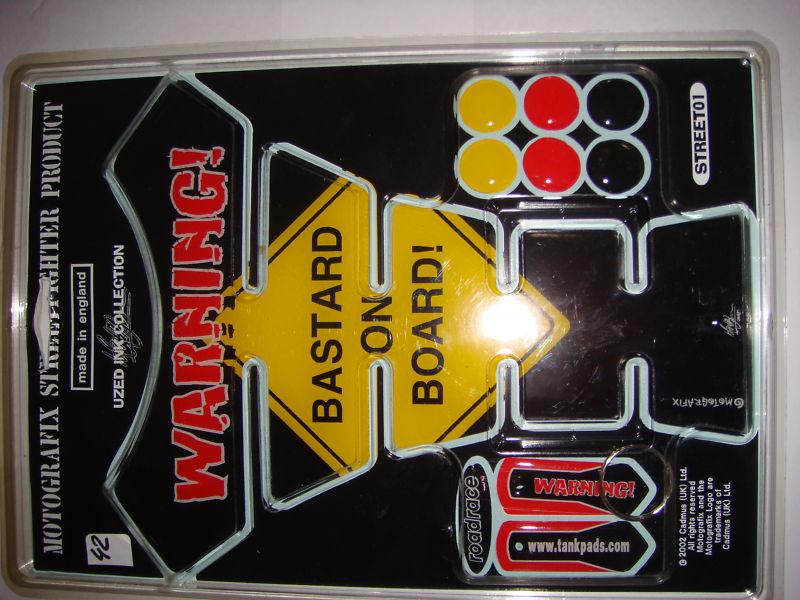 MOTOGRAFIX STREETFIGHTER PRODUCT
made in england
UZED INK COLLECTION
WARNING!
BASTARD
ON
BOARD!
STREET01
©MOTOGRAFIX
roadrace
WARNING!
www.tankpads.com
© 2002 Cadmus (UK) Ltd.
All rights reserved
Motografix and the
Motografix Logo are
trademarks of
Cadmus (UK) Ltd.
42